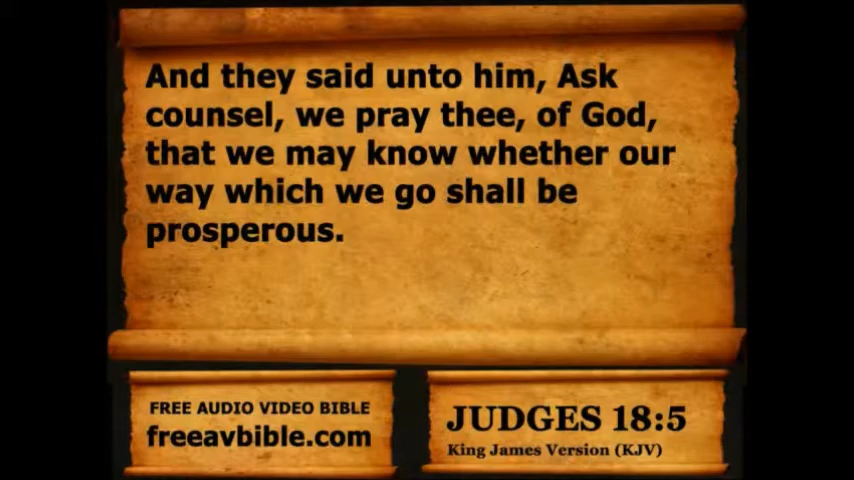 And they said unto him, Ask
counsel, we pray thee, of God,
that we may know whether our
way which we go shall be
prosperous.
FREE AUDIO VIDEO BIBLE
freeavbible.com
JUDGES 18:5
King James Version (KJV)